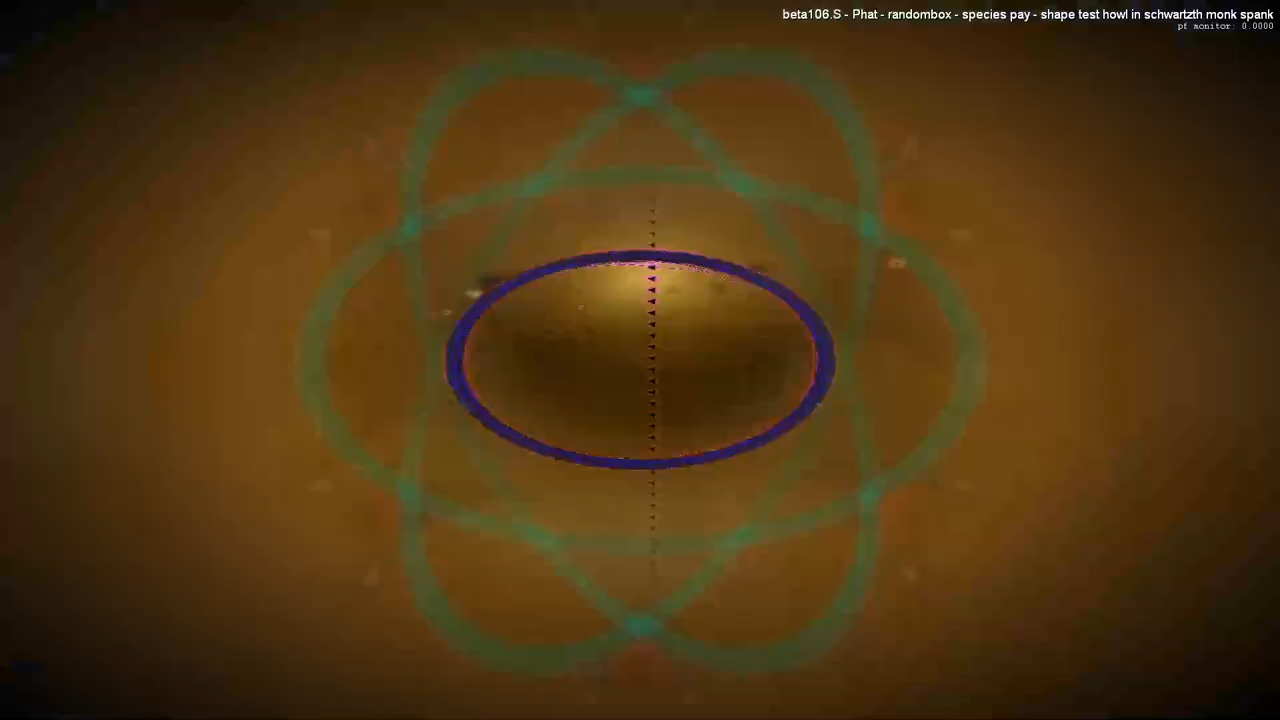 beta106.S - Phat - randombox - species pay - shape test howl in schwartzth monk spank
pf monitor: 0.0000